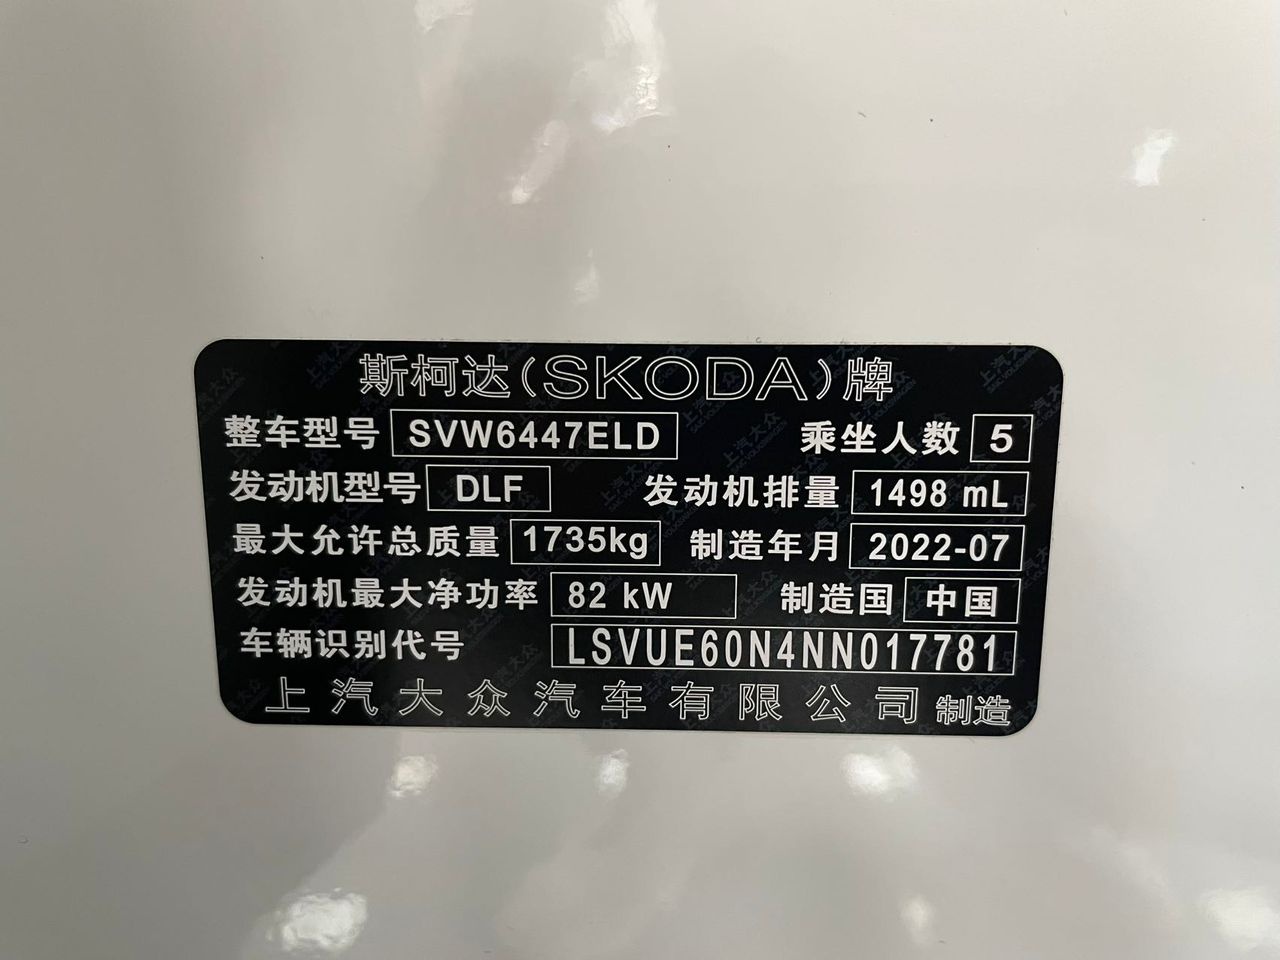 斯柯达(SKODA)牌
整车型号 SVW6447ELD 乘坐人数 5
发动机型号 DLF 发动机排量 1498 mL
最大允许总质量 1735kg 制造年月 2022-07
发动机最大净功率 82 kW 制造国 中国
车辆识别代号 LSVUE60N4NN017781
上汽大众汽车有限公司 制造